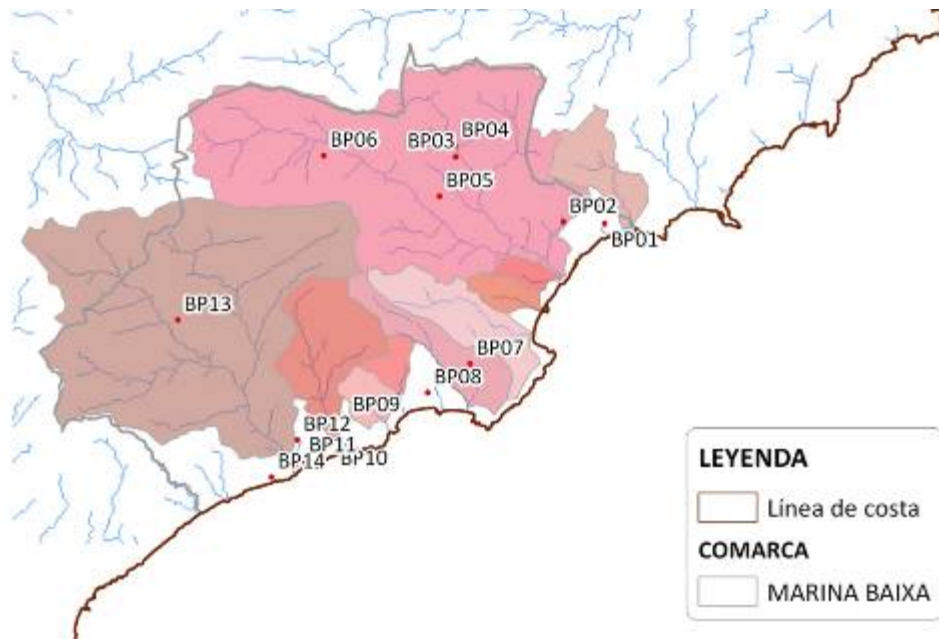 BP04
BP06
BP03
BP05
BP02
BP01
BP13
BP07
BP08
BP09
BP12
BP11
BP14
BP10
LEYENDA
Línea de costa
COMARCA
MARINA BAIXA